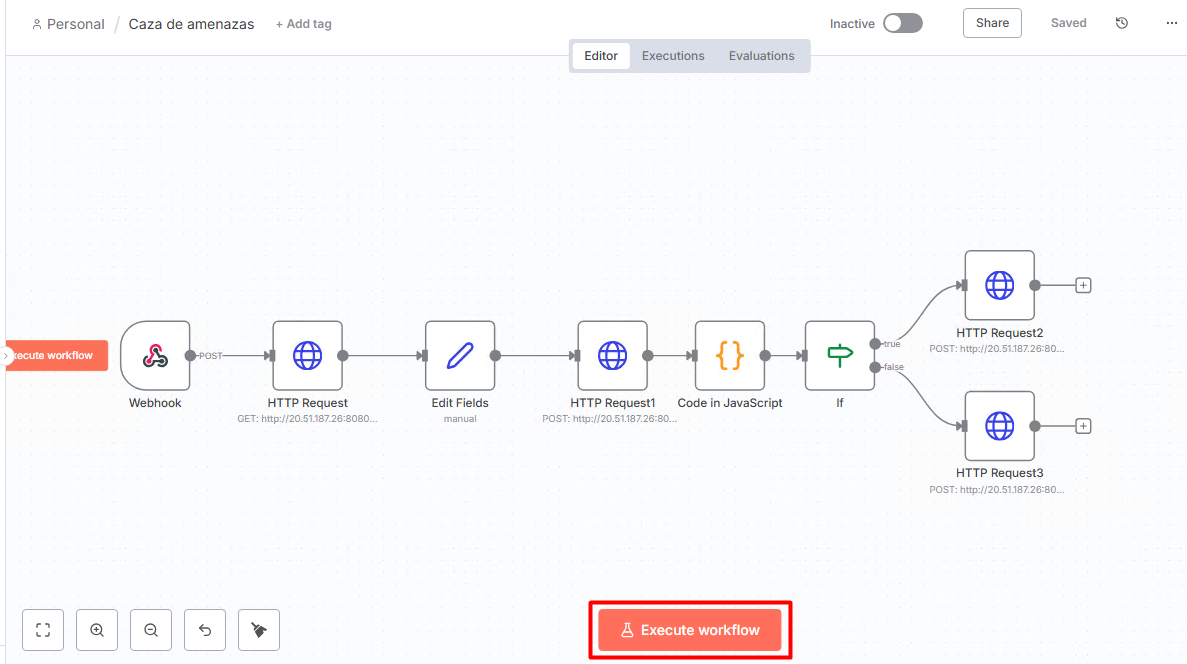 Personal / Caza de amenazas + Add tag
Inactive Share Saved
Editor Executions Evaluations
HTTP Request2
POST: http://20.51.187.26:80...
true
false
POST
xecute workflow
Webhook
HTTP Request
GET: http://20.51.187.26:8080...
Edit Fields
manual
HTTP Request1
POST: http://20.51.187.26:80...
Code in JavaScript
If
HTTP Request3
POST: http://20.51.187.26:80...
Execute workflow